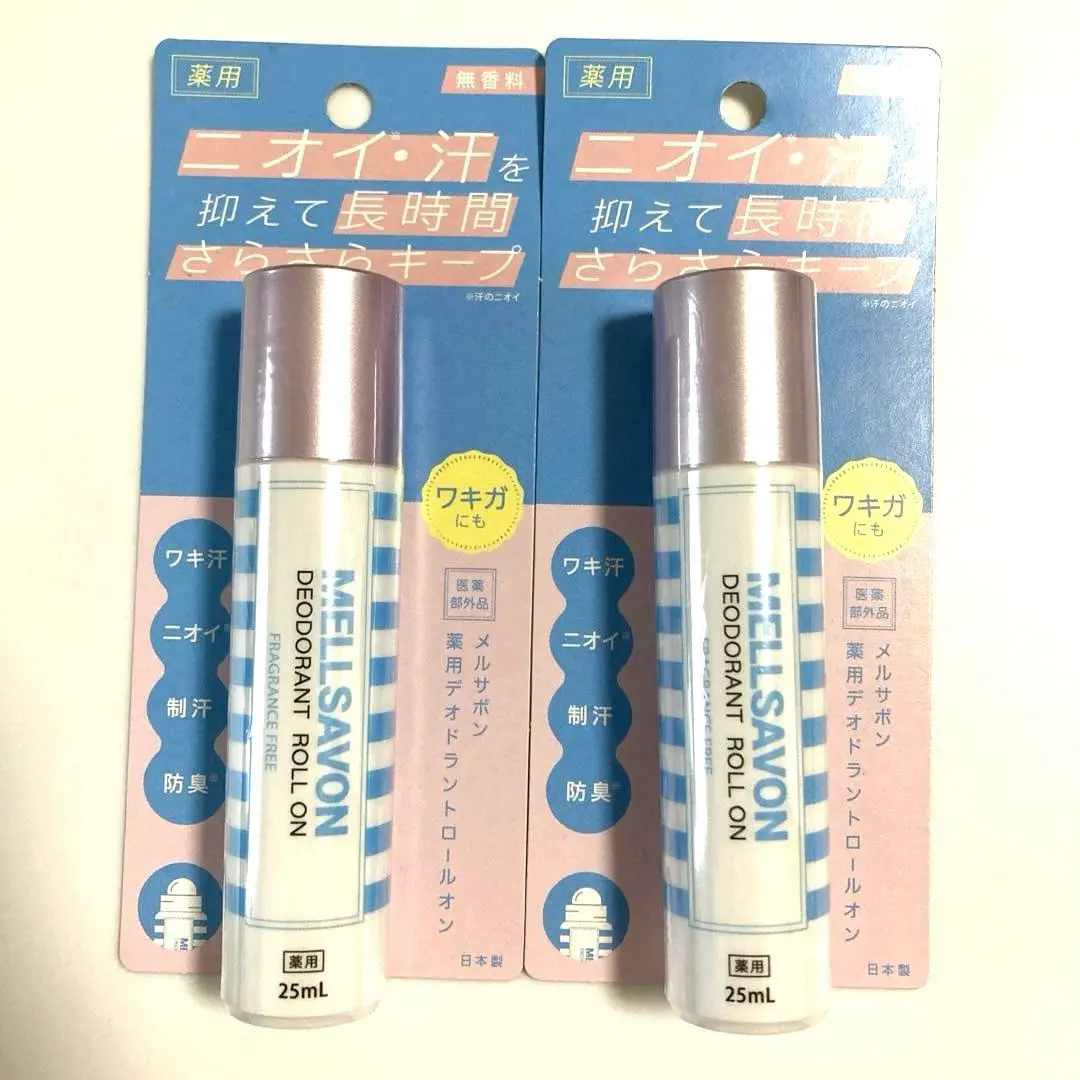 薬用
無香料
ニオイ※・汗を
抑えて長時間
さらさらキープ
※汗のニオイ
ワキガ
にも
ワキ汗
ニオイ※
制汗
防臭※
医薬
部外品
メルサボン
薬用デオドラントロールオン
MELLSAVON
DEODORANT ROLL ON
FRAGRANCE FREE
薬用
25mL
日本製
薬用
ニオイ※・汗
抑えて長時間
さらさらキープ
※汗のニオイ
ワキガ
にも
ワキ汗
ニオイ※
制汗
防臭※
医薬
部外品
メルサボン
薬用デオドラントロールオン
MELLSAVON
DEODORANT ROLL ON
FRAGRANCE FREE
薬用
25mL
日本製